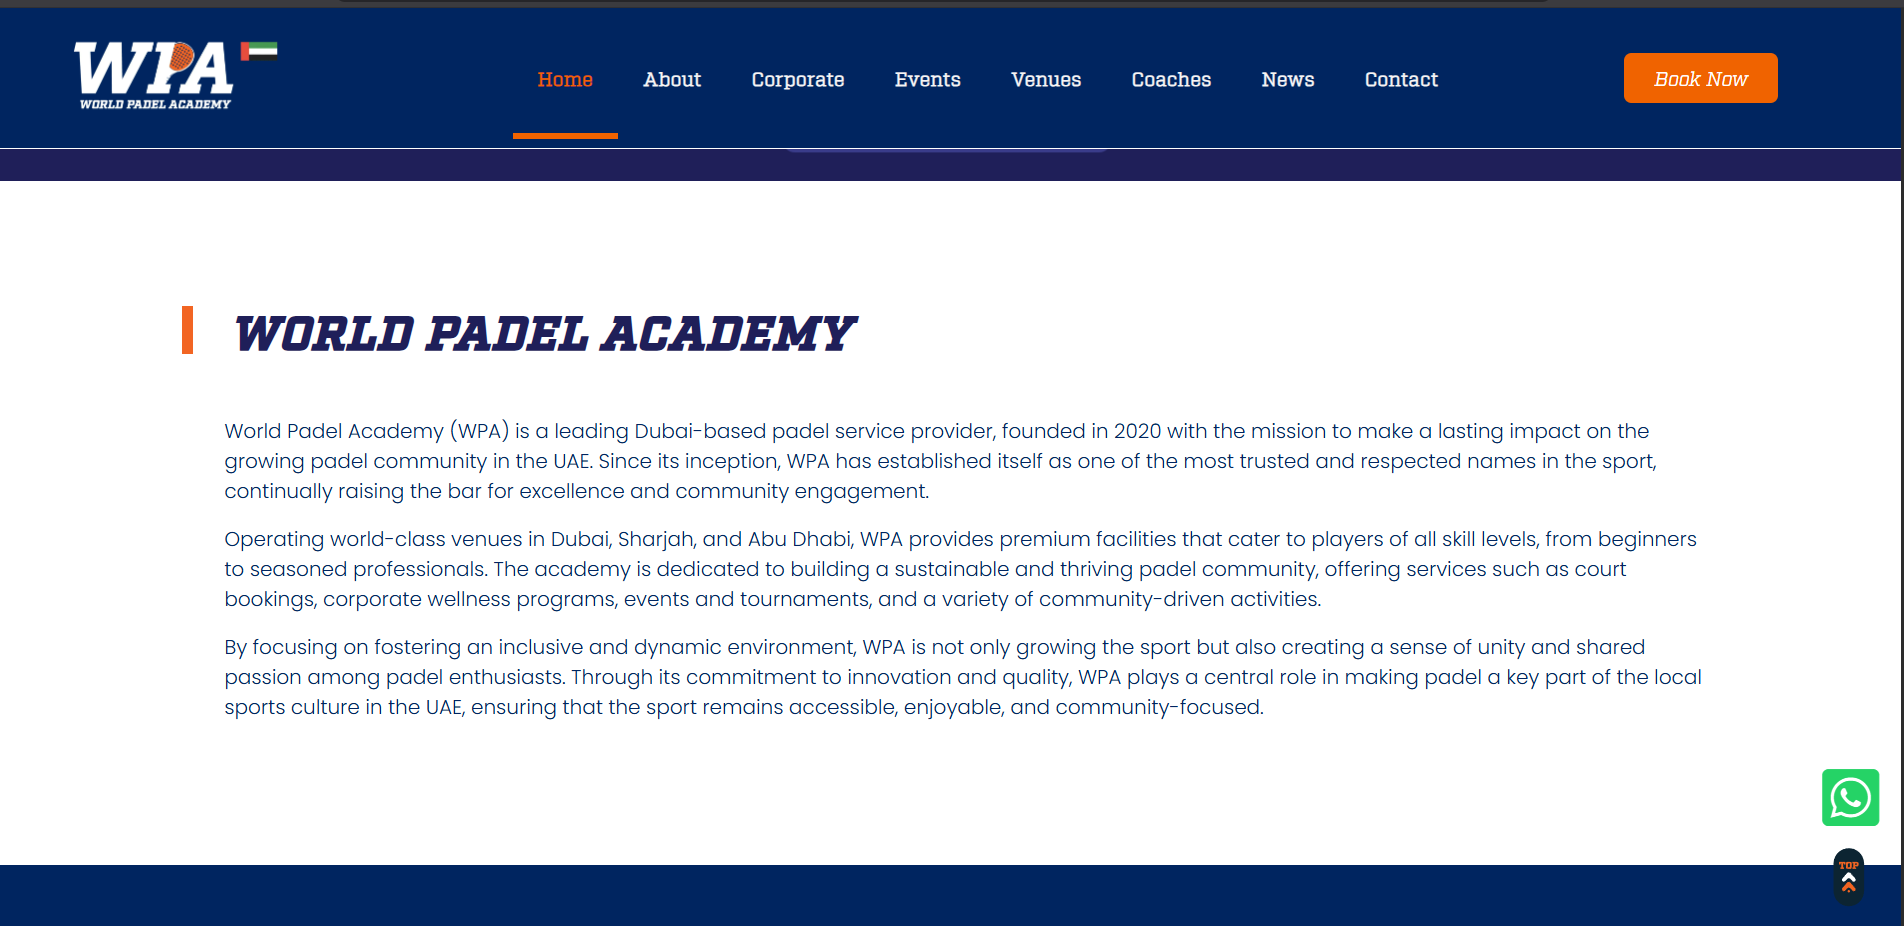 WPA
WORLD PADEL ACADEMY
Home About Corporate Events Venues Coaches News Contact
Book Now
WORLD PADEL ACADEMY
World Padel Academy (WPA) is a leading Dubai-based padel service provider, founded in 2020 with the mission to make a lasting impact on the
growing padel community in the UAE. Since its inception, WPA has established itself as one of the most trusted and respected names in the sport,
continually raising the bar for excellence and community engagement.
Operating world-class venues in Dubai, Sharjah, and Abu Dhabi, WPA provides premium facilities that cater to players of all skill levels, from beginners
to seasoned professionals. The academy is dedicated to building a sustainable and thriving padel community, offering services such as court
bookings, corporate wellness programs, events and tournaments, and a variety of community-driven activities.
By focusing on fostering an inclusive and dynamic environment, WPA is not only growing the sport but also creating a sense of unity and shared
passion among padel enthusiasts. Through its commitment to innovation and quality, WPA plays a central role in making padel a key part of the local
sports culture in the UAE, ensuring that the sport remains accessible, enjoyable, and community-focused.
TOP